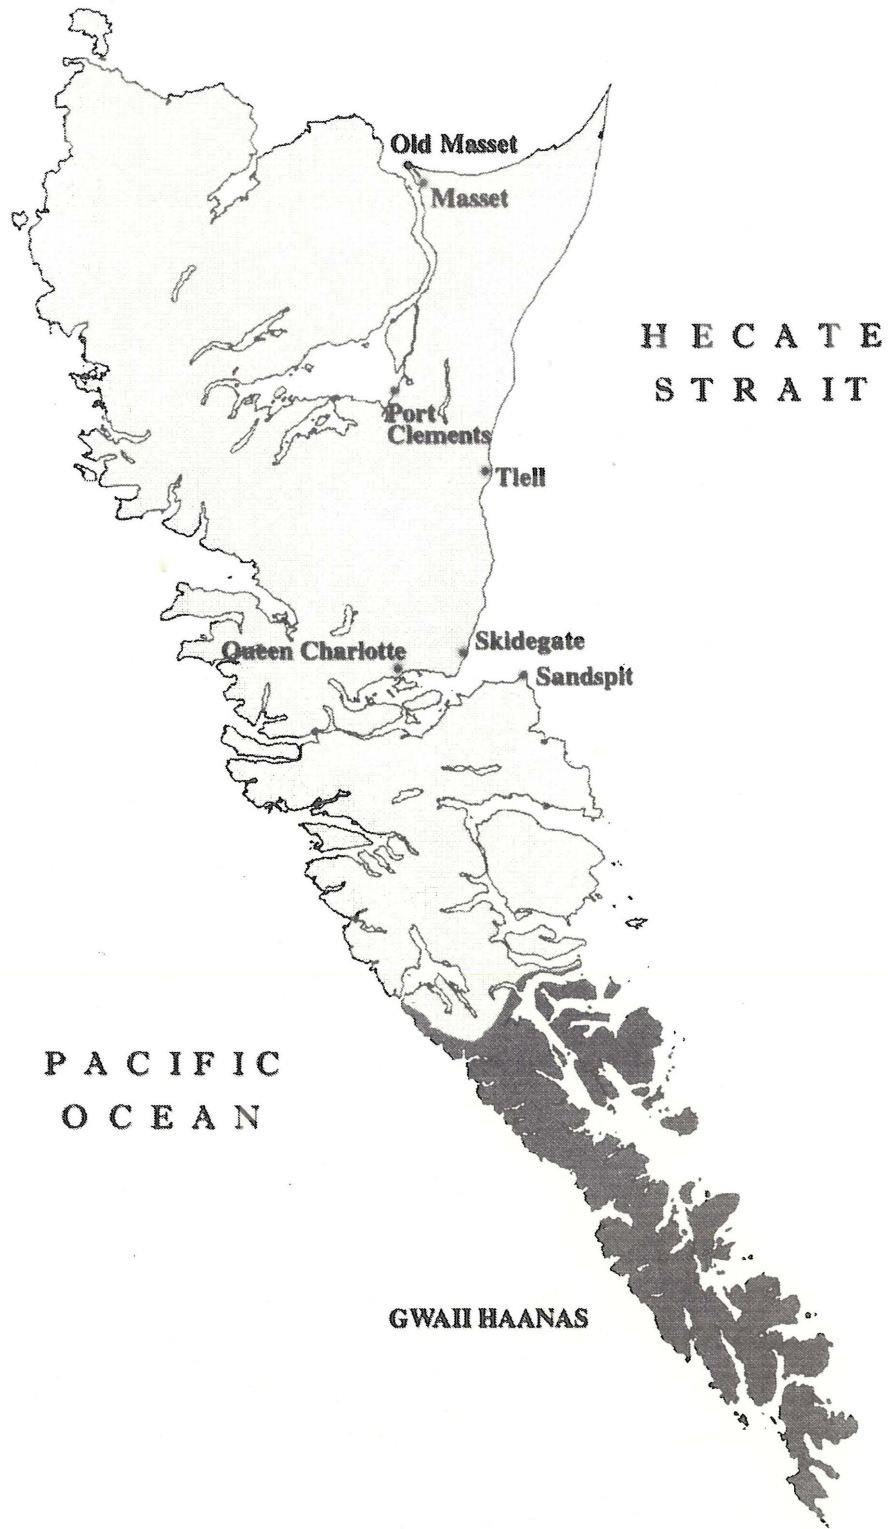 Old Masset
Masset
HECATE
STRAIT
Port
Clements
Tlell
Skidegate
Queen Charlotte
Sandspit
PACIFIC
OCEAN
GWAII HAANAS